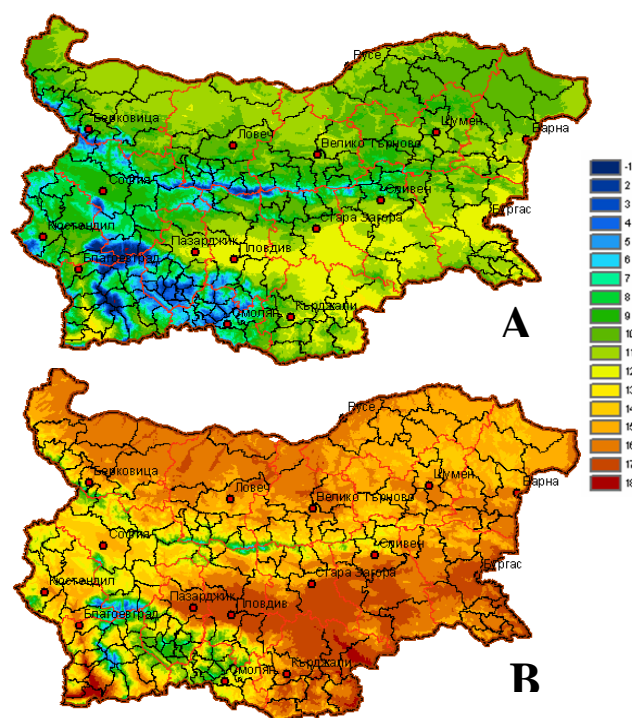 Русе
Берковица
Шумен
Ловеч
Велико Търново
Варна
София
Сливен
Бургас
Стара Загора
Кюстендил
Пазарджик
Пловдив
Благоевград
Смолян
Кърджали
A
-1
2
3
4
5
6
7
8
9
10
11
12
13
14
15
16
17
18
Русе
Берковица
Шумен
Ловеч
Велико Търново
Варна
София
Сливен
Бургас
Стара Загора
Кюстендил
Пазарджик
Пловдив
Благоевград
Смолян
Кърджали
B